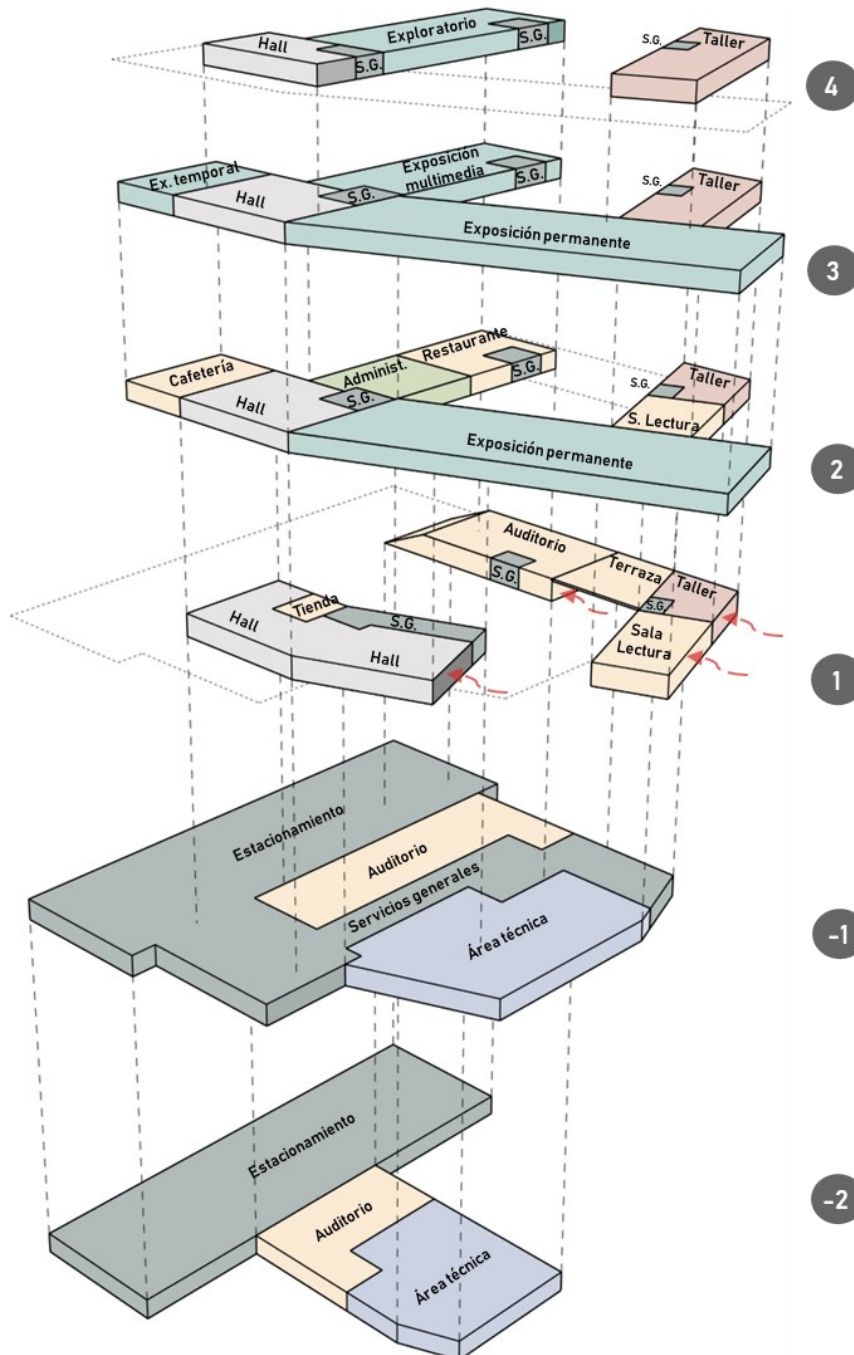 Hall
Exploratorio
S.G.
S.G.
S.G.
Taller
4
Ex. temporal
Hall
S.G.
Exposición
multimedia
S.G.
S.G.
Taller
Exposición permanente
3
Cafetería
Hall
Administ.
S.G.
Restaurante
S.G.
S.G.
Taller
S. Lectura
Exposición permanente
2
Auditorio
S.G.
Terraza
Taller
S.G.
Sala
Lectura
Hall
Tienda
S.G.
Hall
1
Estacionamiento
Auditorio
Servicios generales
Área técnica
-1
Estacionamiento
Auditorio
Área técnica
-2